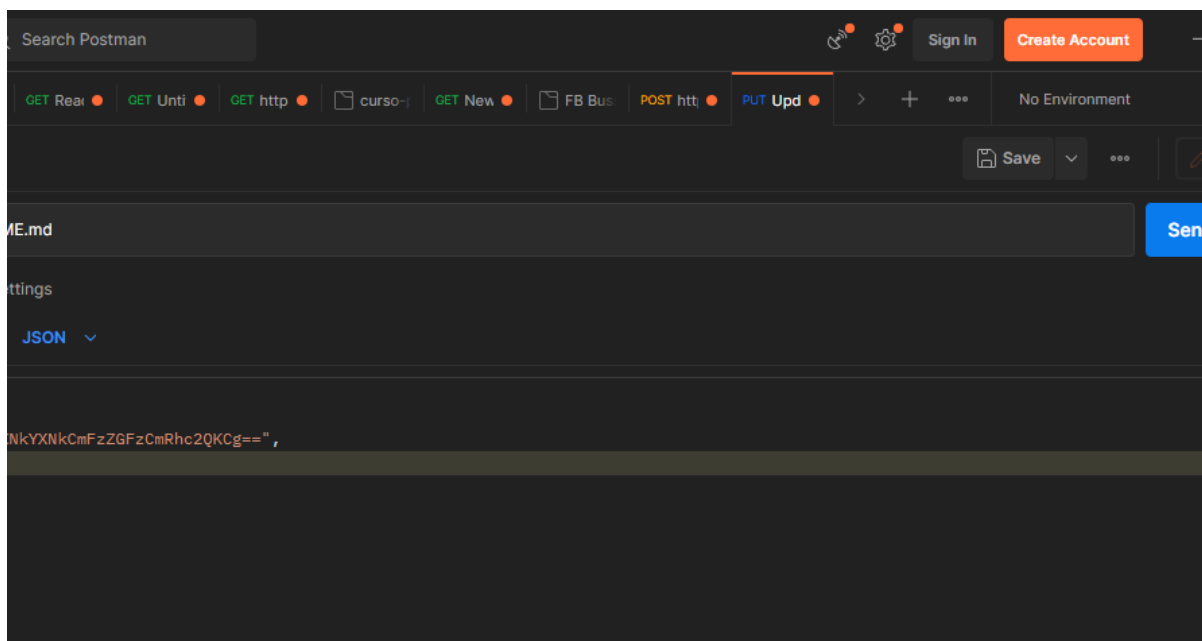 Search Postman
Sign In
Create Account
GET Read
GET Unti
GET http
curso-p
GET New
FB Bus
POST htt
PUT Upd
No Environment
Save
ME.md
Sen
ettings
JSON
NkYXNkCmFzZGFzCmRhc2QKCg==",